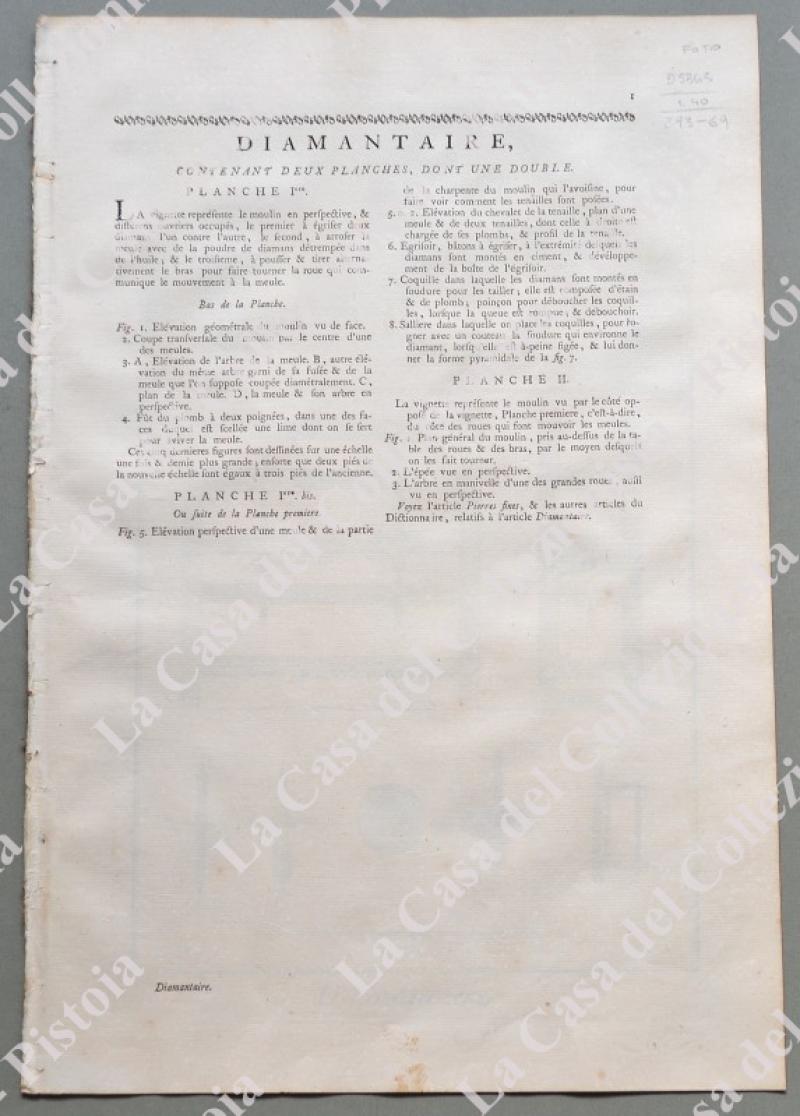 1
DIAMANTAIRE,
CONTENANT DEUX PLANCHES, DONT UNE DOUBLE.
PLANCHE Iere.
LA vignette repréſente le moulin en perſpective, &
différens ouvriers occupés, le premier à égriſer deux
diamans l'un contre l'autre, le ſecond, à arroſer la
meule avec de la poudre de diamans détrempée dans
de l'huile; & le troiſieme, à pouſſer & tirer alterna-
tivement le bras pour faire tourner la roue qui com-
munique le mouvement à la meule.
Bas de la Planche.
Fig. 1. Elévation géométrale du moulin vu de face.
2. Coupe tranſverſale du moulin par le centre d'une
des meules.
3. A, Elévation de l'arbre de la meule. B, autre élé-
vation du même arbre garni de ſa fuſée & de la
meule que l'on ſuppoſe coupée diamétralement. C,
plan de la meule. D, la meule & ſon arbre en
perſpective.
4. Fût du plomb à deux poignées, dans une des fa-
ces duquel eſt ſcellée une lime dont on ſe ſert
pour aviver la meule.
Ces cinq dernieres figures ſont deſſinées ſur une échelle
une fois & demie plus grande; enſorte que deux piés de
la nouvelle échelle ſont égaux à trois piés de l'ancienne.
PLANCHE Iere. bis.
Ou ſuite de la Planche premiere.
Fig. 5. Elévation perſpective d'une meule & de la partie
de la charpente du moulin qui l'avoiſine, pour
faire voir comment les tenailles ſont poſées.
5. n. 2. Elévation du chevalet de la tenaille, plan d'une
meule & de deux tenailles, dont celle à droite eſt
chargée de ſes plombs, & profil de la tenaille.
6. Egriſoir, bâtons à égriſer, à l'extrémité deſquels les
diamans ſont montés en ciment, & développe-
ment de la boîte de l'égriſoir.
7. Coquille dans laquelle les diamans ſont montés en
ſoudure pour les tailler; elle eſt compoſée d'étain
& de plomb; poinçon pour déboucher les coquil-
les, lorſque la queue eſt rompue; & débouchoir.
8. Salliere dans laquelle on place les coquilles, pour ro-
gner avec un couteau la ſoudure qui environne le
diamant, lorſqu'elle eſt à-peine figée, & lui don-
ner la forme pyramidale de la fig. 7.
PLANCHE II.
La vignette repréſente le moulin vu par le côté op-
poſé de la vignette, Planche premiere, c'eſt-à-dire,
du côté des roues qui font mouvoir les meules.
Fig. 1. Plan général du moulin, pris au-deſſus de la ta-
ble des roues & des bras, par le moyen deſquels
on les fait tourner.
2. L'épée vue en perſpective.
3. L'arbre en manivelle d'une des grandes roues, auſſi
vu en perſpective.
Voyez l'article Pierres fines, & les autres articles du
Dictionnaire, relatifs à l'article Diamantaire.
Diamantaire.
La Casa del Collezionista - Pistoia